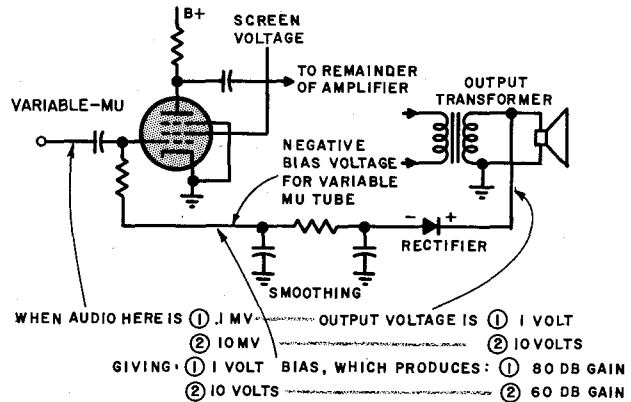 B+
SCREEN
VOLTAGE
TO REMAINDER
OF AMPLIFIER
OUTPUT
TRANSFORMER
VARIABLE-MU
NEGATIVE
BIAS VOLTAGE
FOR VARIABLE
MU TUBE
- +
RECTIFIER
SMOOTHING
WHEN AUDIO HERE IS ① .1 MV OUTPUT VOLTAGE IS ① 1 VOLT
② 10 MV ② 10 VOLTS
GIVING: ① 1 VOLT BIAS, WHICH PRODUCES: ① 80 DB GAIN
② 10 VOLTS ② 60 DB GAIN